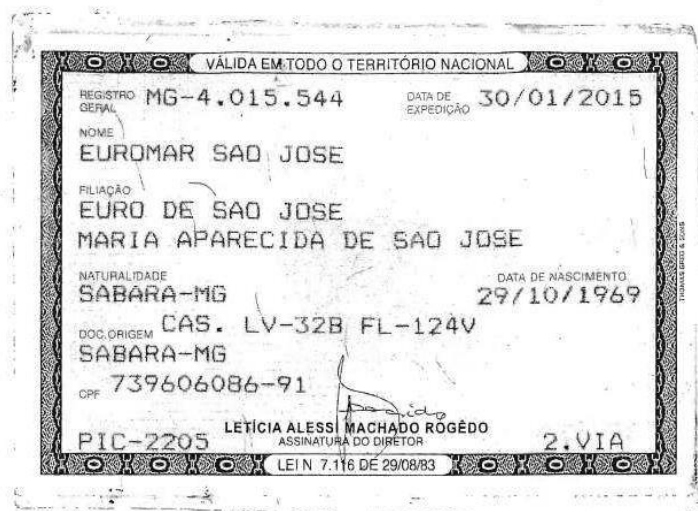 VÁLIDA EM TODO O TERRITÓRIO NACIONAL
REGISTRO GERAL MG-4.015.544 DATA DE EXPEDIÇÃO 30/01/2015
NOME
EUROMAR SAO JOSE
FILIAÇÃO
EURO DE SAO JOSE
MARIA APARECIDA DE SAO JOSE
NATURALIDADE DATA DE NASCIMENTO
SABARA-MG 29/10/1969
DOC.ORIGEM CAS. LV-32B FL-124V
SABARA-MG
CPF 739606086-91
LETÍCIA ALESSI MACHADO ROGÊDO
PIC-2205 ASSINATURA DO DIRETOR 2.VIA
LEI N 7.116 DE 29/08/83
THOMAS GREG & SONS